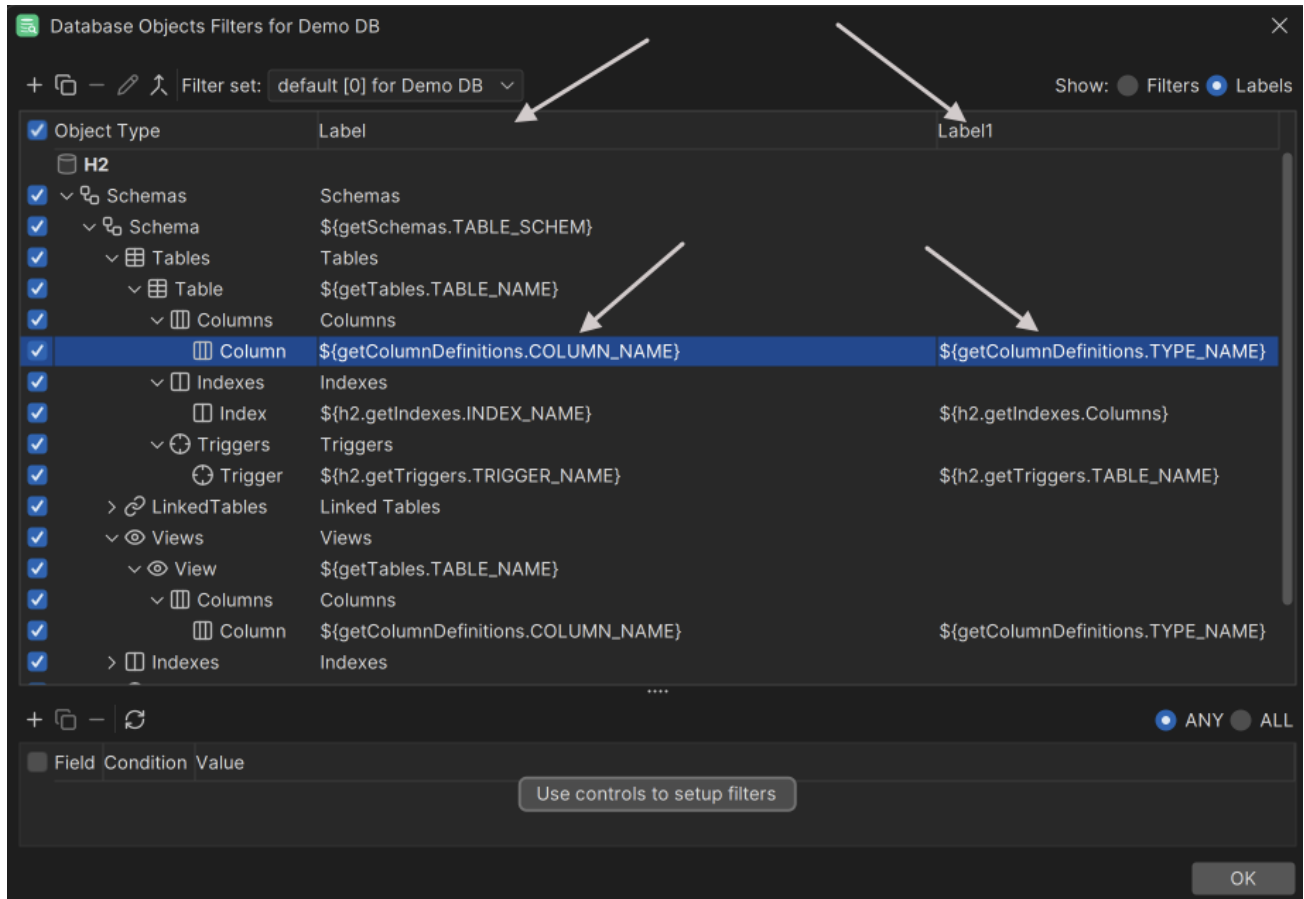 Database Objects Filters for Demo DB
Filter set: default [0] for Demo DB Show: Filters Labels
Object Type Label Label1
H2
Schemas Schemas
Schema ${getSchemas.TABLE_SCHEM}
Tables Tables
Table ${getTables.TABLE_NAME}
Columns Columns
Column ${getColumnDefinitions.COLUMN_NAME} ${getColumnDefinitions.TYPE_NAME}
Indexes Indexes
Index ${h2.getIndexes.INDEX_NAME} ${h2.getIndexes.Columns}
Triggers Triggers
Trigger ${h2.getTriggers.TRIGGER_NAME} ${h2.getTriggers.TABLE_NAME}
LinkedTables Linked Tables
Views Views
View ${getTables.TABLE_NAME}
Columns Columns
Column ${getColumnDefinitions.COLUMN_NAME} ${getColumnDefinitions.TYPE_NAME}
Indexes Indexes
ANY ALL
Field Condition Value
Use controls to setup filters
OK